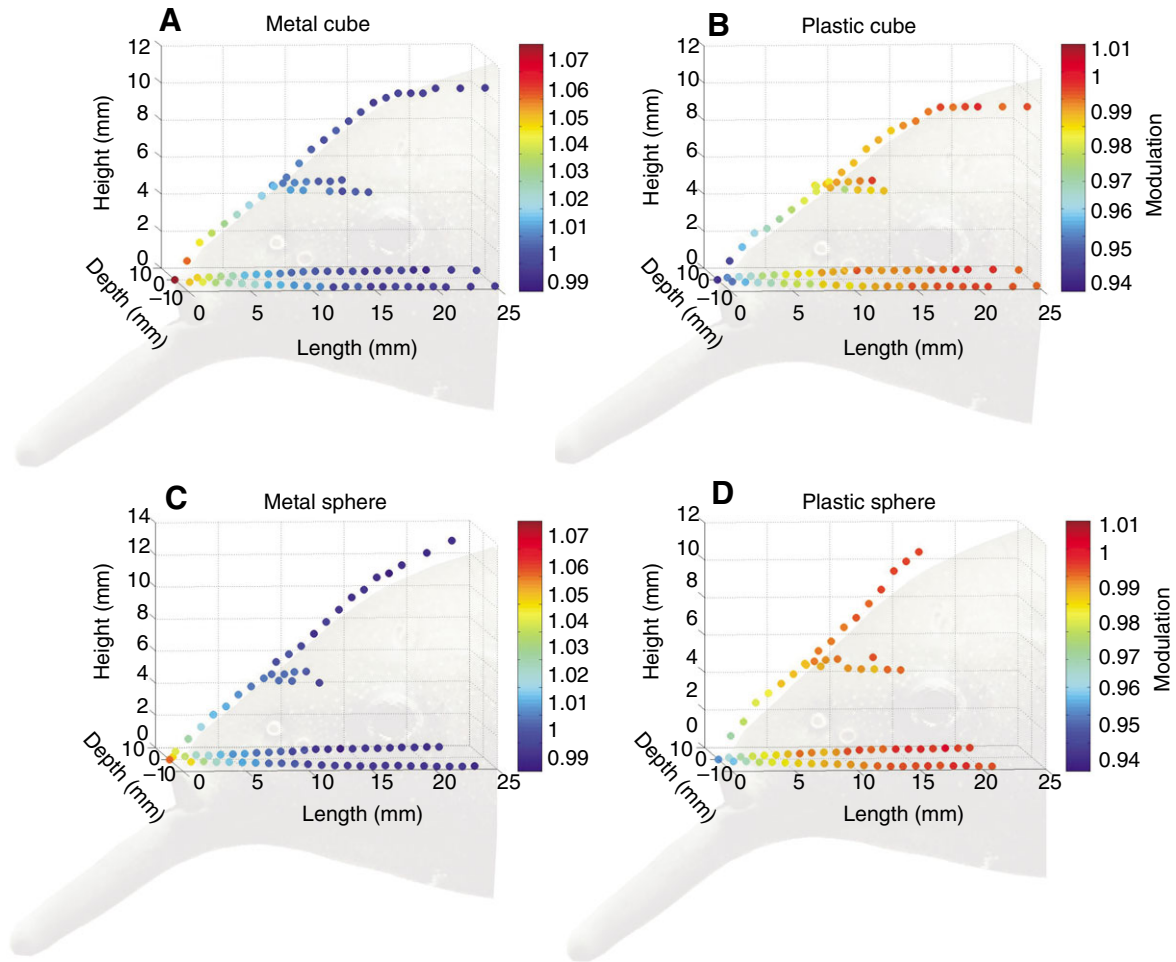 A
Metal cube
12
10
8
6
4
2
0
Height (mm)
10
0
−10
Depth (mm)
0 5 10 15 20 25
Length (mm)
1.07
1.06
1.05
1.04
1.03
1.02
1.01
1
0.99
B
Plastic cube
12
10
8
6
4
2
0
Height (mm)
10
0
−10
Depth (mm)
0 5 10 15 20 25
Length (mm)
1.01
1
0.99
0.98
0.97
0.96
0.95
0.94
Modulation
C
Metal sphere
14
12
10
8
6
4
2
0
Height (mm)
10
0
−10
Depth (mm)
0 5 10 15 20 25
Length (mm)
1.07
1.06
1.05
1.04
1.03
1.02
1.01
1
0.99
D
Plastic sphere
12
10
8
6
4
2
0
Height (mm)
10
0
−10
Depth (mm)
0 5 10 15 20 25
Length (mm)
1.01
1
0.99
0.98
0.97
0.96
0.95
0.94
Modulation